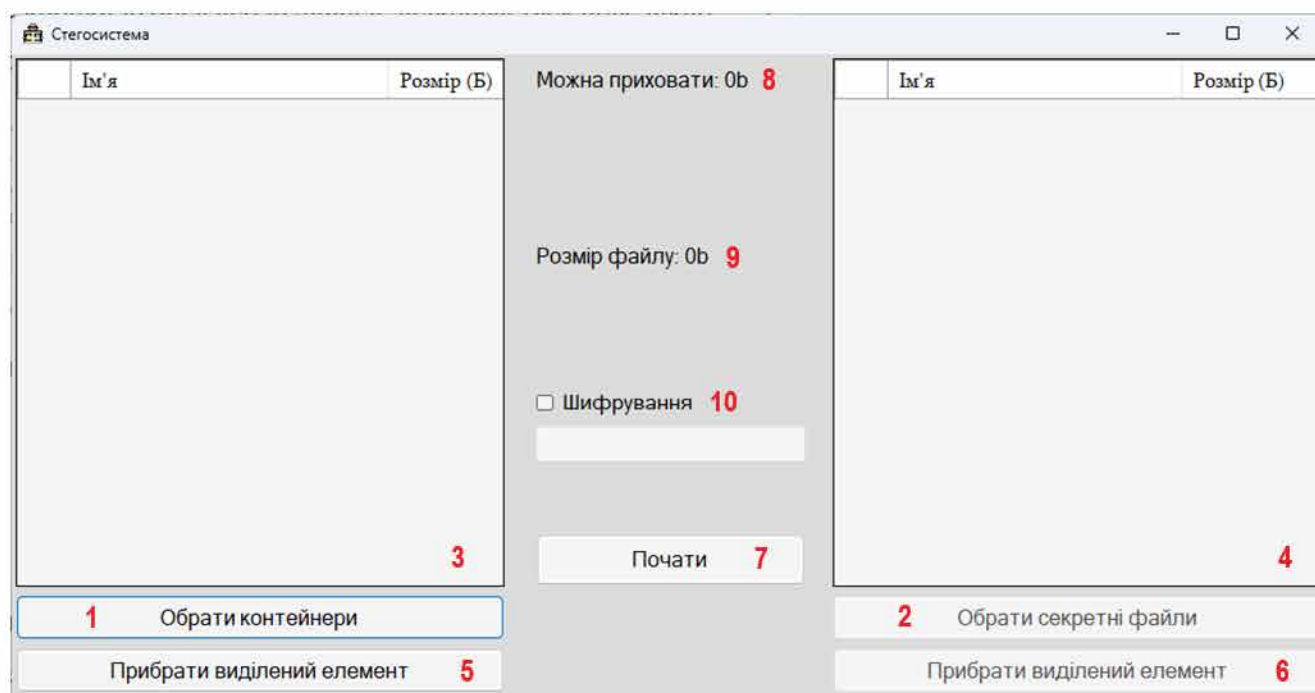 Стегосистема
Ім'я Розмір (Б)
Можна приховати: 0b 8
Ім'я Розмір (Б)
Розмір файлу: 0b 9
Шифрування 10
3
Почати 7
4
1 Обрати контейнери
2 Обрати секретні файли
Прибрати виділений елемент 5
Прибрати виділений елемент 6